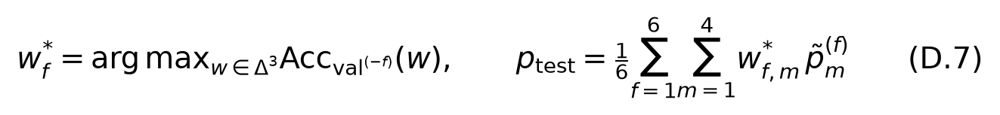 w*_f = arg max_{w ∈ Δ³} Acc_{val^{(−f)}}(w),   p_test = 1/6 ∑_{f=1}^{6} ∑_{m=1}^{4} w*_{f,m} p̃_m^{(f)}   (D.7)